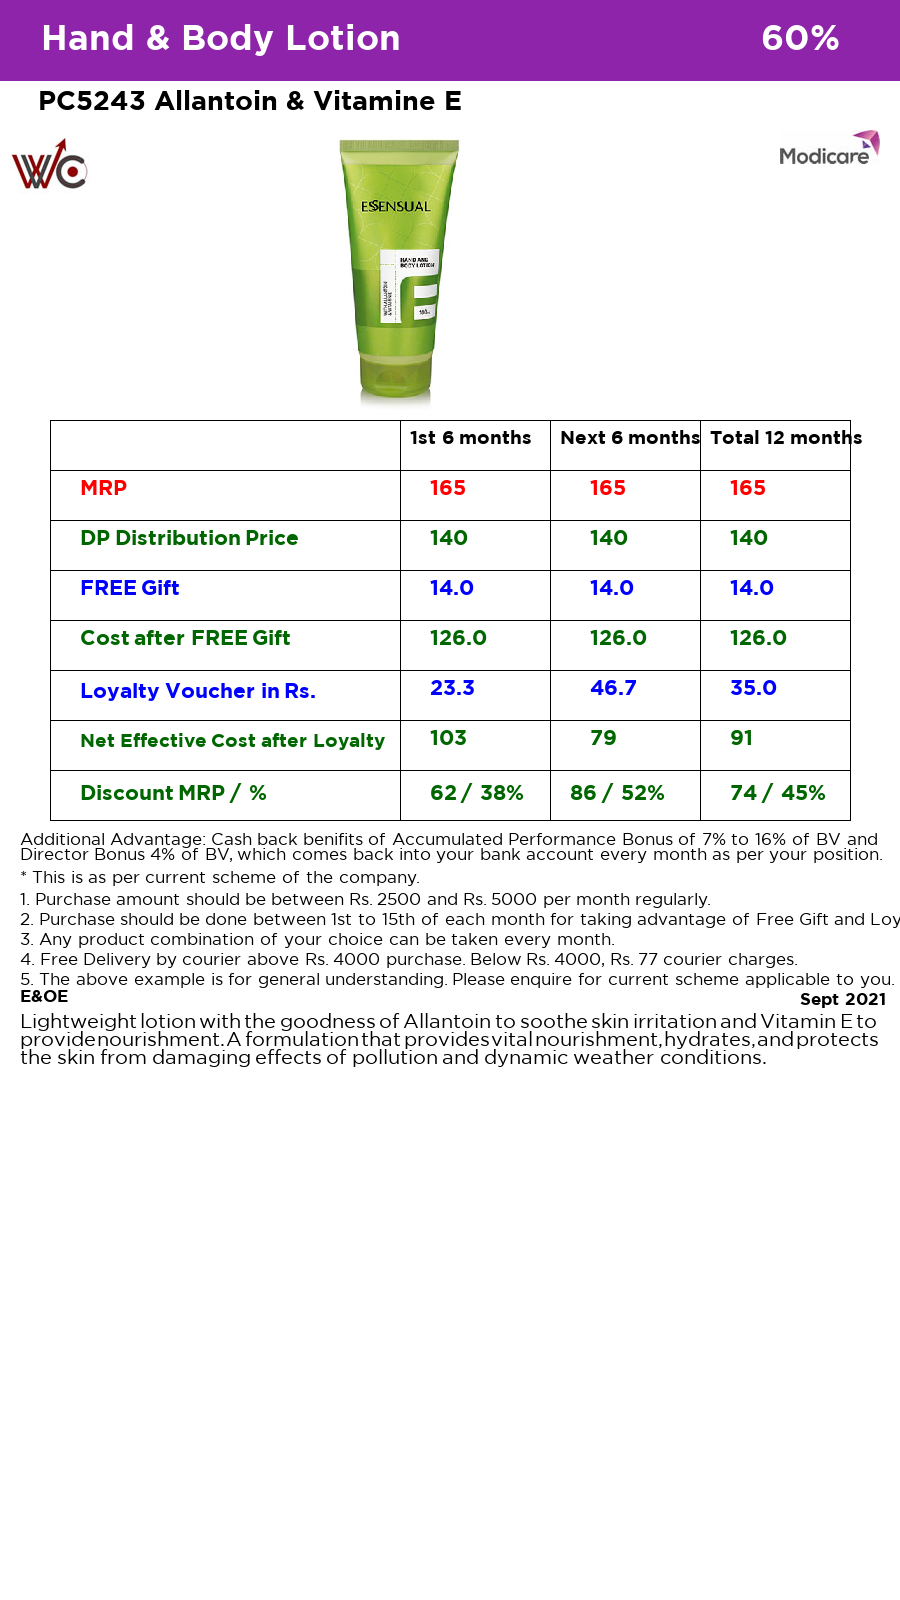 Hand & Body Lotion 60%
PC5243 Allantoin & Vitamine E
WC
Modicare
ESSENSUAL
HAND AND
BODY LOTION
1st 6 months Next 6 months Total 12 months
MRP 165 165 165
DP Distribution Price 140 140 140
FREE Gift 14.0 14.0 14.0
Cost after FREE Gift 126.0 126.0 126.0
Loyalty Voucher in Rs. 23.3 46.7 35.0
Net Effective Cost after Loyalty 103 79 91
Discount MRP / % 62 / 38% 86 / 52% 74 / 45%
Additional Advantage: Cash back benifits of Accumulated Performance Bonus of 7% to 16% of BV and
Director Bonus 4% of BV, which comes back into your bank account every month as per your position.
* This is as per current scheme of the company.
1. Purchase amount should be between Rs. 2500 and Rs. 5000 per month regularly.
2. Purchase should be done between 1st to 15th of each month for taking advantage of Free Gift and Loy
3. Any product combination of your choice can be taken every month.
4. Free Delivery by courier above Rs. 4000 purchase. Below Rs. 4000, Rs. 77 courier charges.
5. The above example is for general understanding. Please enquire for current scheme applicable to you.
E&OE Sept 2021
Lightweight lotion with the goodness of Allantoin to soothe skin irritation and Vitamin E to
provide nourishment. A formulation that provides vital nourishment, hydrates, and protects
the skin from damaging effects of pollution and dynamic weather conditions.